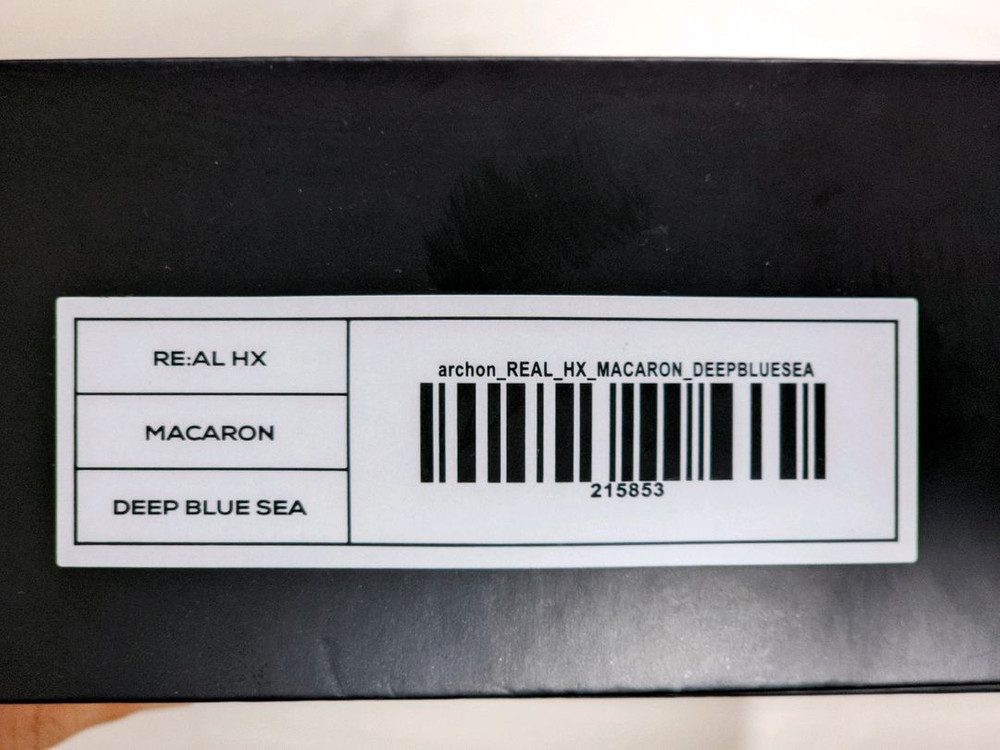 RE:AL HX
MACARON
DEEP BLUE SEA
archon_REAL_HX_MACARON_DEEPBLUESEA
215853